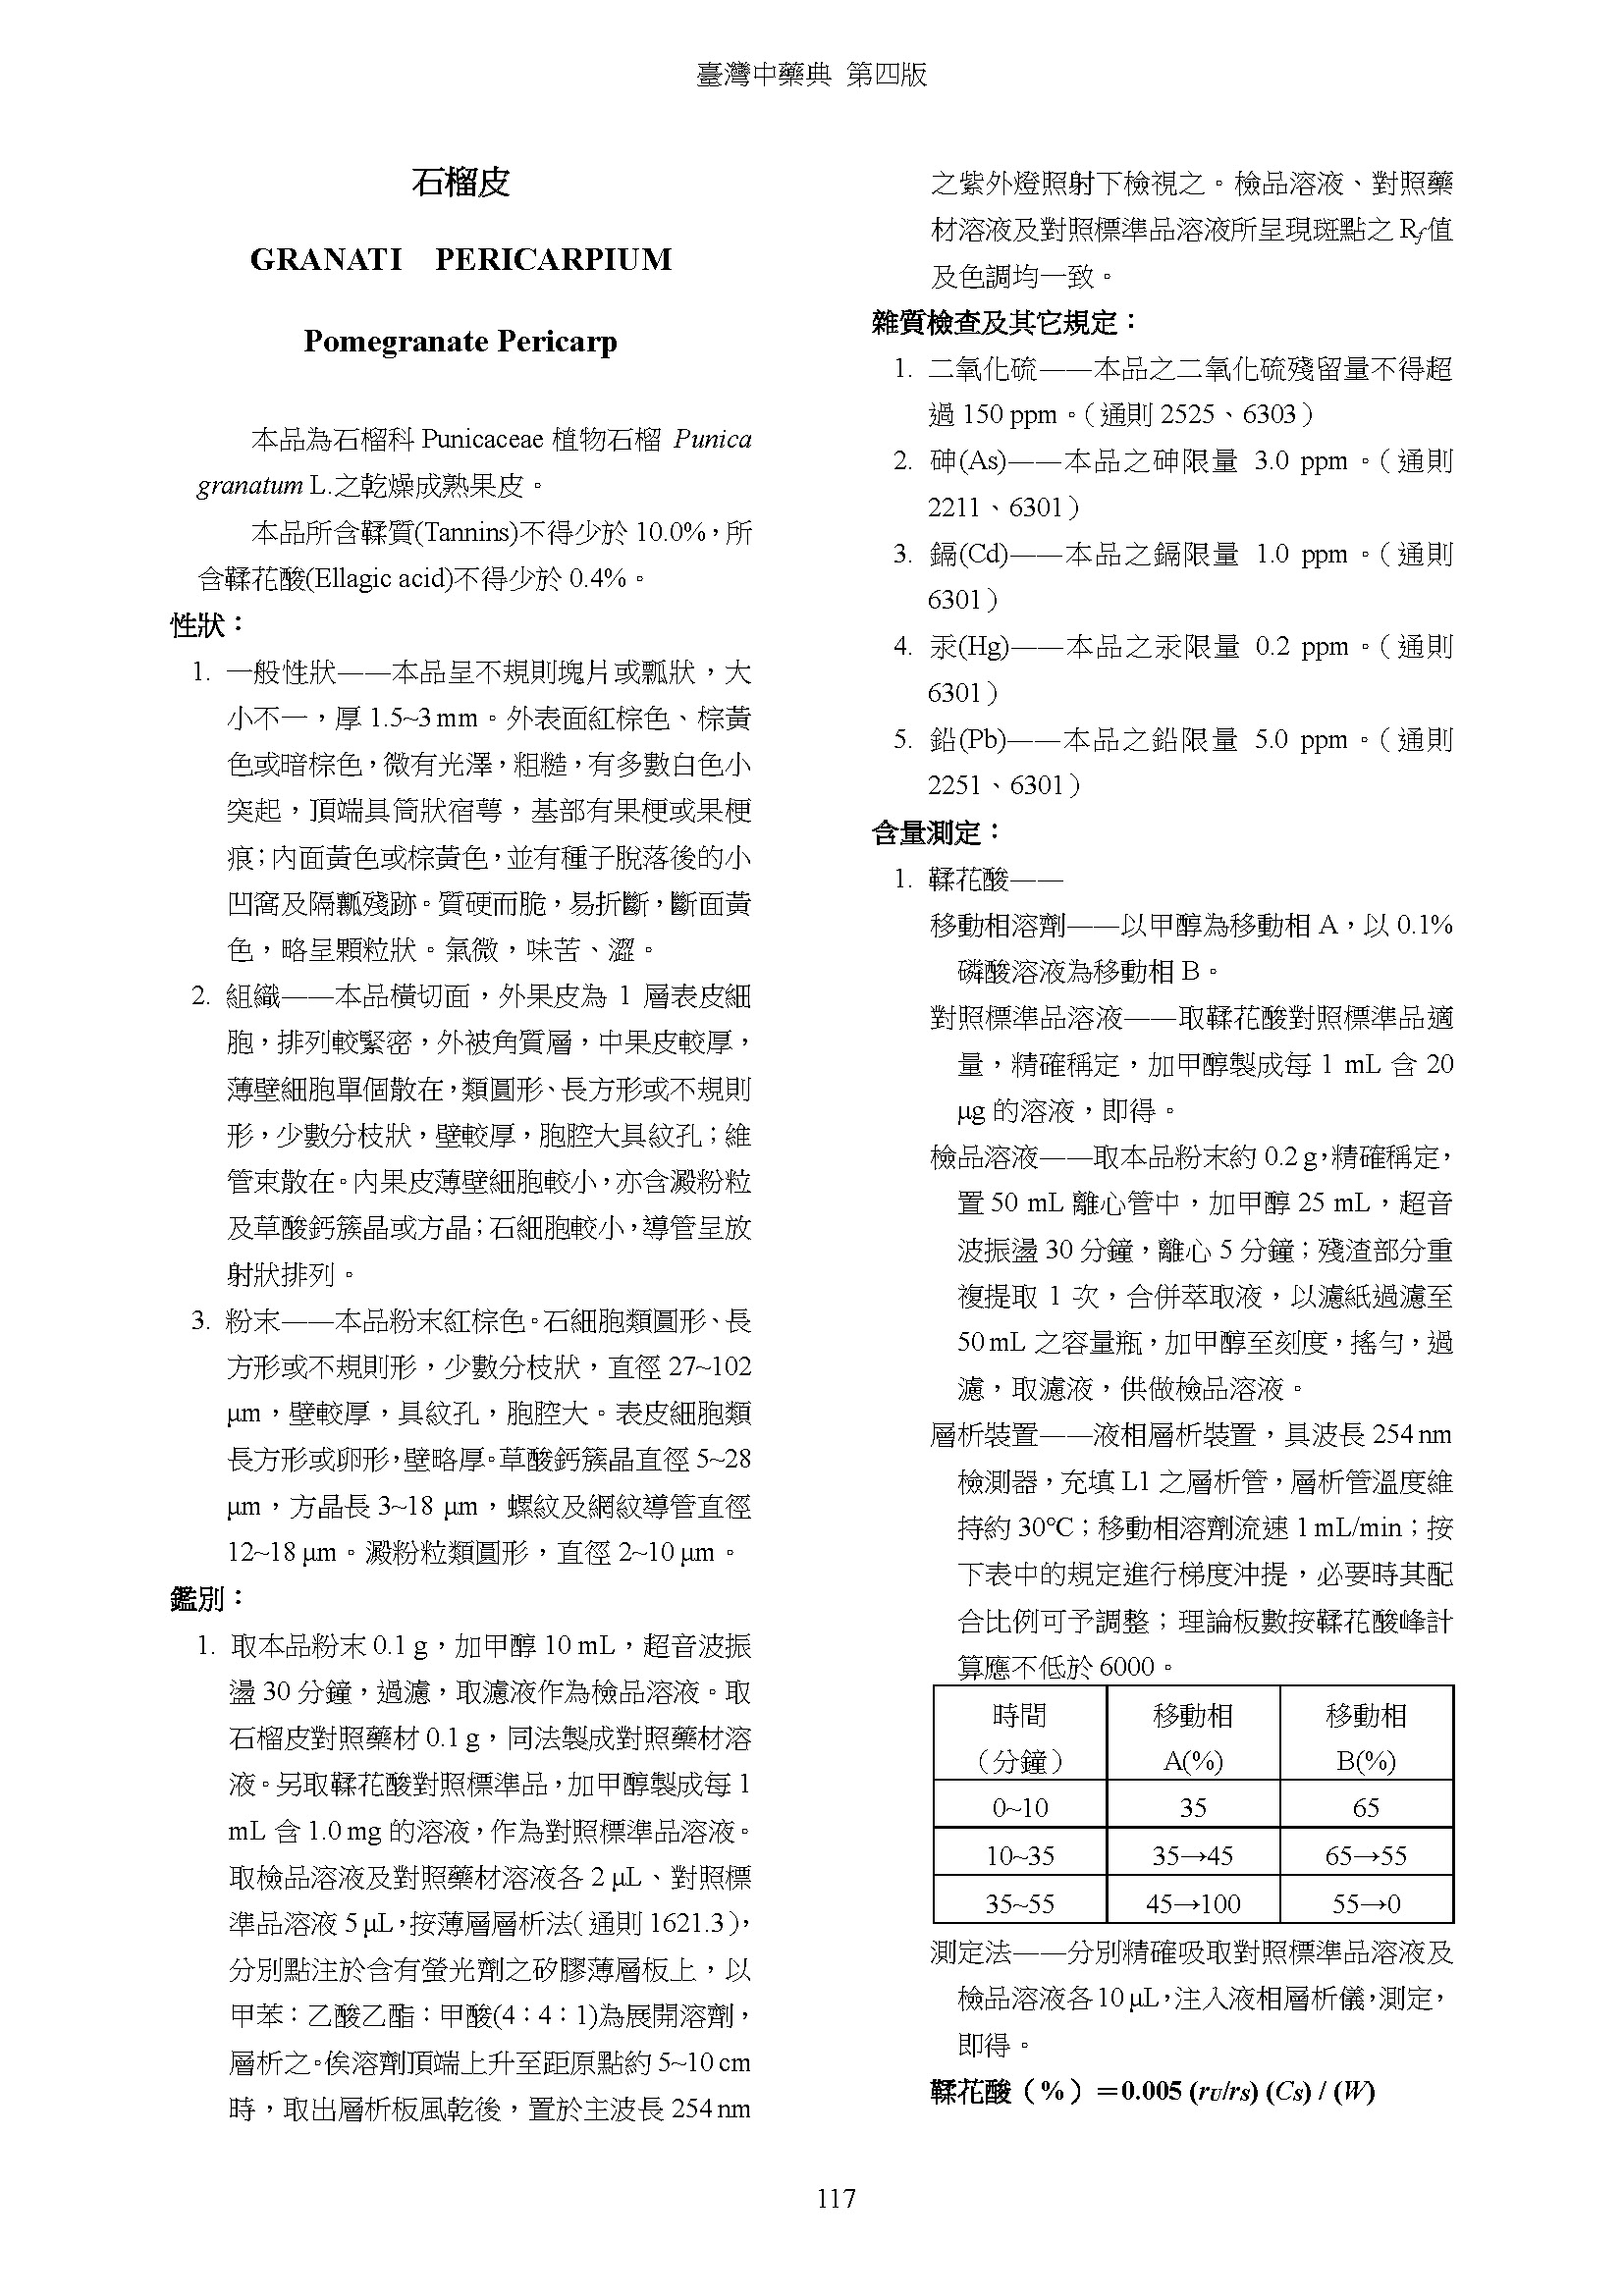 臺灣中藥典 第四版
石榴皮
GRANATI PERICARPIUM
Pomegranate Pericarp
本品為石榴科 Punicaceae 植物石榴 Punica
granatum L.之乾燥成熟果皮。
本品所含鞣質(Tannins)不得少於 10.0%，所
含鞣花酸(Ellagic acid)不得少於 0.4%。
性狀：
1. 一般性狀——本品呈不規則塊片或瓢狀，大
小不一，厚 1.5~3 mm。外表面紅棕色、棕黃
色或暗棕色，微有光澤，粗糙，有多數白色小
突起，頂端具筒狀宿萼，基部有果梗或果梗
痕；內面黃色或棕黃色，並有種子脫落後的小
凹窩及隔瓤殘跡。質硬而脆，易折斷，斷面黃
色，略呈顆粒狀。氣微，味苦、澀。
2. 組織——本品橫切面，外果皮為 1 層表皮細
胞，排列較緊密，外被角質層，中果皮較厚，
薄壁細胞單個散在，類圓形、長方形或不規則
形，少數分枝狀，壁較厚，胞腔大具紋孔；維
管束散在。內果皮薄壁細胞較小，亦含澱粉粒
及草酸鈣簇晶或方晶；石細胞較小，導管呈放
射狀排列。
3. 粉末——本品粉末紅棕色。石細胞類圓形、長
方形或不規則形，少數分枝狀，直徑 27~102
μm，壁較厚，具紋孔，胞腔大。表皮細胞類
長方形或卵形，壁略厚。草酸鈣簇晶直徑 5~28
μm，方晶長 3~18 μm，螺紋及網紋導管直徑
12~18 μm。澱粉粒類圓形，直徑 2~10 μm。
鑑別：
1. 取本品粉末 0.1 g，加甲醇 10 mL，超音波振
盪 30 分鐘，過濾，取濾液作為檢品溶液。取
石榴皮對照藥材 0.1 g，同法製成對照藥材溶
液。另取鞣花酸對照標準品，加甲醇製成每 1
mL 含 1.0 mg 的溶液，作為對照標準品溶液。
取檢品溶液及對照藥材溶液各 2 μL、對照標
準品溶液 5 μL，按薄層層析法（通則 1621.3），
分別點注於含有螢光劑之矽膠薄層板上，以
甲苯：乙酸乙酯：甲酸(4：4：1)為展開溶劑，
層析之。俟溶劑頂端上升至距原點約 5~10 cm
時，取出層析板風乾後，置於主波長 254 nm
之紫外燈照射下檢視之。檢品溶液、對照藥
材溶液及對照標準品溶液所呈現斑點之 Rf值
及色調均一致。
雜質檢查及其它規定：
1. 二氧化硫——本品之二氧化硫殘留量不得超
過 150 ppm。（通則 2525、6303）
2. 砷(As)——本品之砷限量 3.0 ppm。（通則
2211、6301）
3. 鎘(Cd)——本品之鎘限量 1.0 ppm。（通則
6301）
4. 汞(Hg)——本品之汞限量 0.2 ppm。（通則
6301）
5. 鉛(Pb)——本品之鉛限量 5.0 ppm。（通則
2251、6301）
含量測定：
1. 鞣花酸——
移動相溶劑——以甲醇為移動相 A，以 0.1%
磷酸溶液為移動相 B。
對照標準品溶液——取鞣花酸對照標準品適
量，精確稱定，加甲醇製成每 1 mL 含 20
μg 的溶液，即得。
檢品溶液——取本品粉末約 0.2 g，精確稱定，
置 50 mL 離心管中，加甲醇 25 mL，超音
波振盪 30 分鐘，離心 5 分鐘；殘渣部分重
複提取 1 次，合併萃取液，以濾紙過濾至
50 mL 之容量瓶，加甲醇至刻度，搖勻，過
濾，取濾液，供做檢品溶液。
層析裝置——液相層析裝置，具波長 254 nm
檢測器，充填 L1 之層析管，層析管溫度維
持約 30℃；移動相溶劑流速 1 mL/min；按
下表中的規定進行梯度沖提，必要時其配
合比例可予調整；理論板數按鞣花酸峰計
算應不低於 6000。
時間 移動相 移動相
（分鐘） A(%) B(%)
0~10 35 65
10~35 35→45 65→55
35~55 45→100 55→0
測定法——分別精確吸取對照標準品溶液及
檢品溶液各 10 μL，注入液相層析儀，測定，
即得。
鞣花酸（%）＝0.005 (rU/rS) (CS) / (W)
117